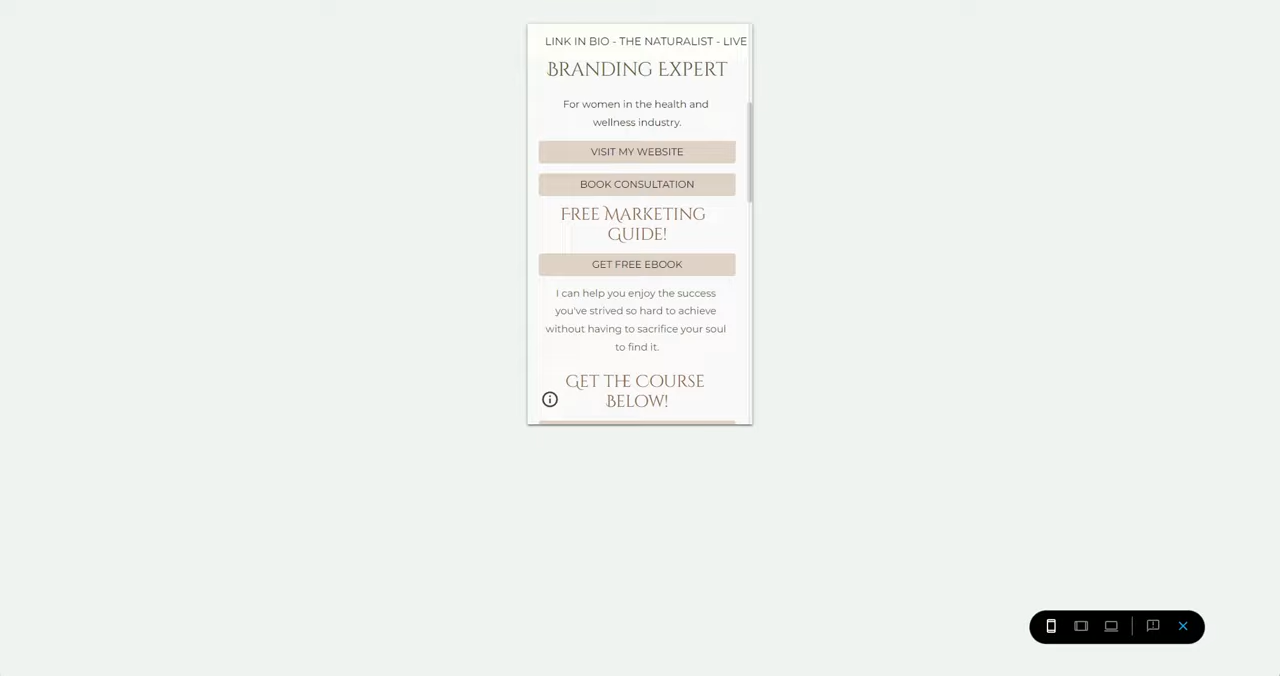 LINK IN BIO - THE NATURALIST - LIVE
BRANDING EXPERT
For women in the health and
wellness industry.
VISIT MY WEBSITE
BOOK CONSULTATION
FREE MARKETING
GUIDE!
GET FREE EBOOK
I can help you enjoy the success
you've strived so hard to achieve
without having to sacrifice your soul
to find it.
GET THE COURSE
BELOW!